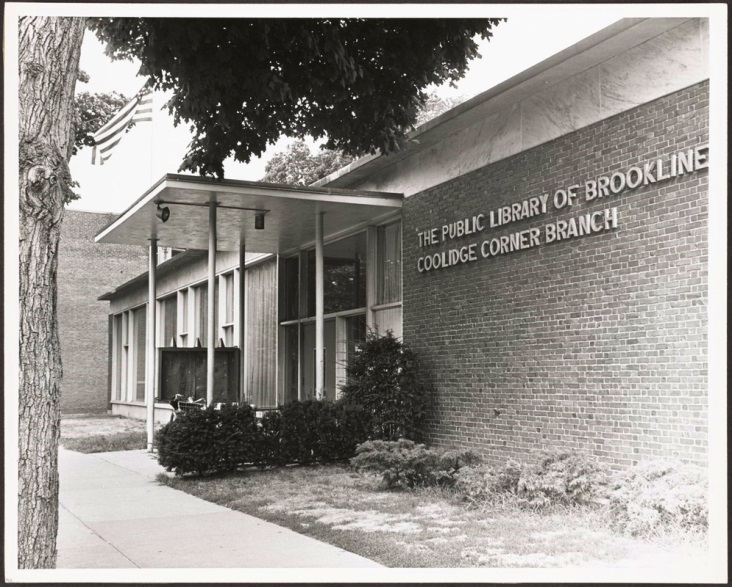 THE PUBLIC LIBRARY OF BROOKLINE
COOLIDGE CORNER BRANCH